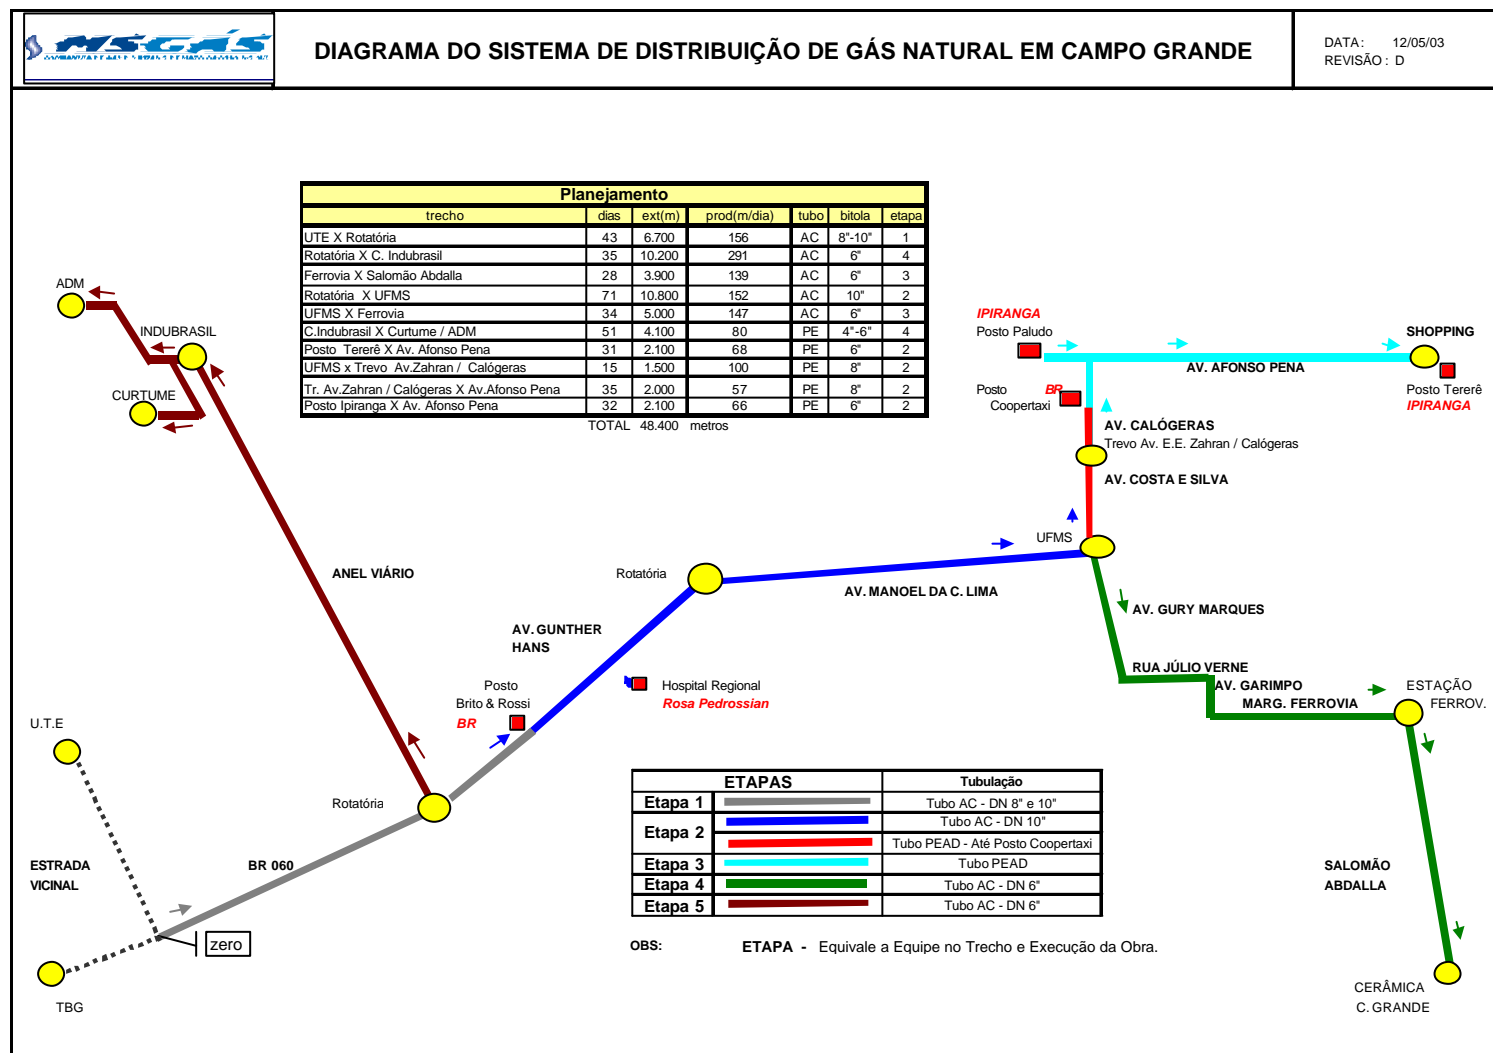 MSGÁS
DIAGRAMA DO SISTEMA DE DISTRIBUIÇÃO DE GÁS NATURAL EM CAMPO GRANDE
DATA: 12/05/03
REVISÃO : D
Planejamento
trecho dias ext(m) prod(m/dia) tubo bitola etapa
UTE X Rotatória 43 6.700 156 AC 8"-10" 1
Rotatória X C. Indubrasil 35 10.200 291 AC 6" 4
Ferrovia X Salomão Abdalla 28 3.900 139 AC 6" 3
Rotatória X UFMS 71 10.800 152 AC 10" 2
UFMS X Ferrovia 34 5.000 147 AC 6" 3
C.Indubrasil X Curtume / ADM 51 4.100 80 PE 4"-6" 4
Posto Tererê X Av. Afonso Pena 31 2.100 68 PE 6" 2
UFMS x Trevo Av.Zahran / Calógeras 15 1.500 100 PE 8" 2
Tr. Av.Zahran / Calógeras X Av.Afonso Pena 35 2.000 57 PE 8" 2
Posto Ipiranga X Av. Afonso Pena 32 2.100 66 PE 6" 2
TOTAL 48.400 metros
ADM
INDUBRASIL
CURTUME
IPIRANGA
Posto Paludo
SHOPPING
AV. AFONSO PENA
Posto BR
Coopertaxi
Posto Tererê
IPIRANGA
AV. CALÓGERAS
Trevo Av. E.E. Zahran / Calógeras
AV. COSTA E SILVA
UFMS
ANEL VIÁRIO
Rotatória
AV. MANOEL DA C. LIMA
AV. GURY MARQUES
AV. GUNTHER
HANS
RUA JÚLIO VERNE
AV. GARIMPO
MARG. FERROVIA
ESTAÇÃO
FERROV.
Posto
Brito & Rossi
BR
Hospital Regional
Rosa Pedrossian
U.T.E
Rotatória
ESTRADA
VICINAL
BR 060
zero
TBG
ETAPAS Tubulação
Etapa 1 Tubo AC - DN 8" e 10"
Etapa 2 Tubo AC - DN 10"
Tubo PEAD - Até Posto Coopertaxi
Etapa 3 Tubo PEAD
Etapa 4 Tubo AC - DN 6"
Etapa 5 Tubo AC - DN 6"
OBS: ETAPA - Equivale a Equipe no Trecho e Execução da Obra.
SALOMÃO
ABDALLA
CERÂMICA
C. GRANDE